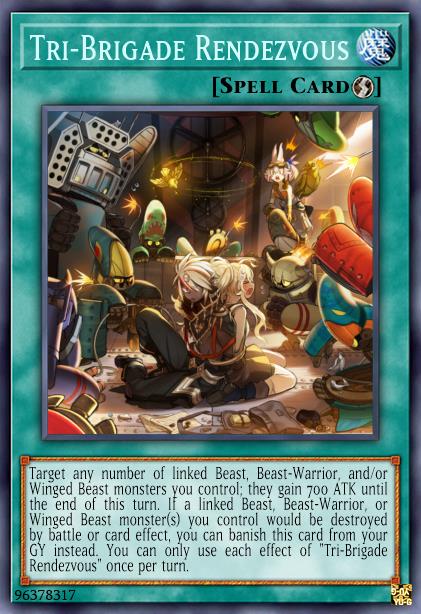 Tri-Brigade Rendezvous
魔
[Spell Card]
Target any number of linked Beast, Beast-Warrior, and/or
Winged Beast monsters you control; they gain 700 ATK until
the end of this turn. If a linked Beast, Beast-Warrior, or
Winged Beast monster(s) you control would be destroyed
by battle or card effect, you can banish this card from your
GY instead. You can only use each effect of "Tri-Brigade
Rendezvous" once per turn.
96378317